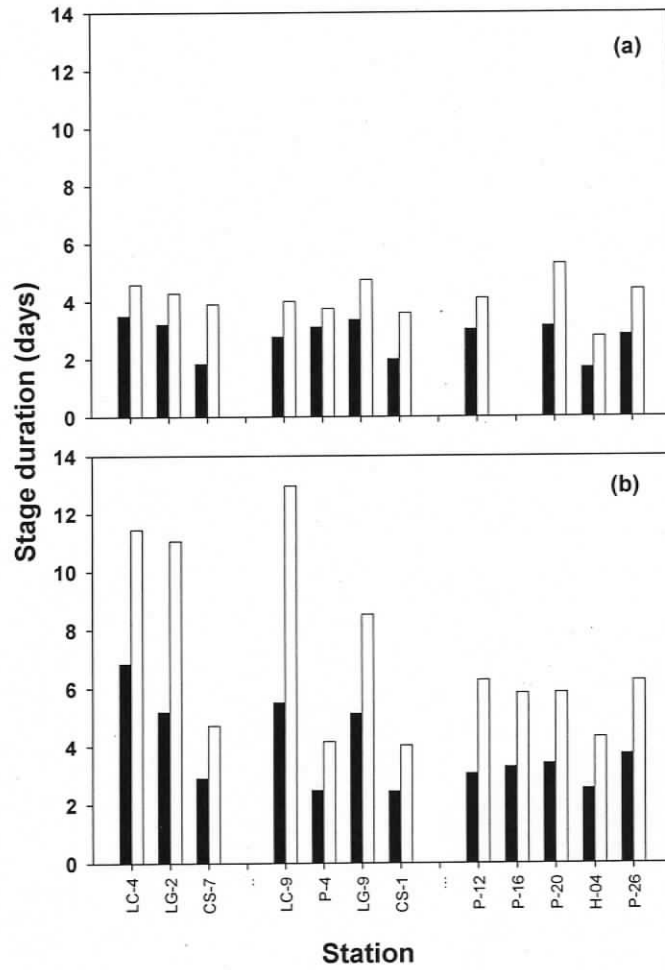 14
(a)
12
10
8
6
4
2
0
Stage duration (days)
14
(b)
12
10
8
6
4
2
0
LC-4
LG-2
CS-7
...
LC-9
P-4
LG-9
CS-1
...
P-12
P-16
P-20
H-04
P-26
Station